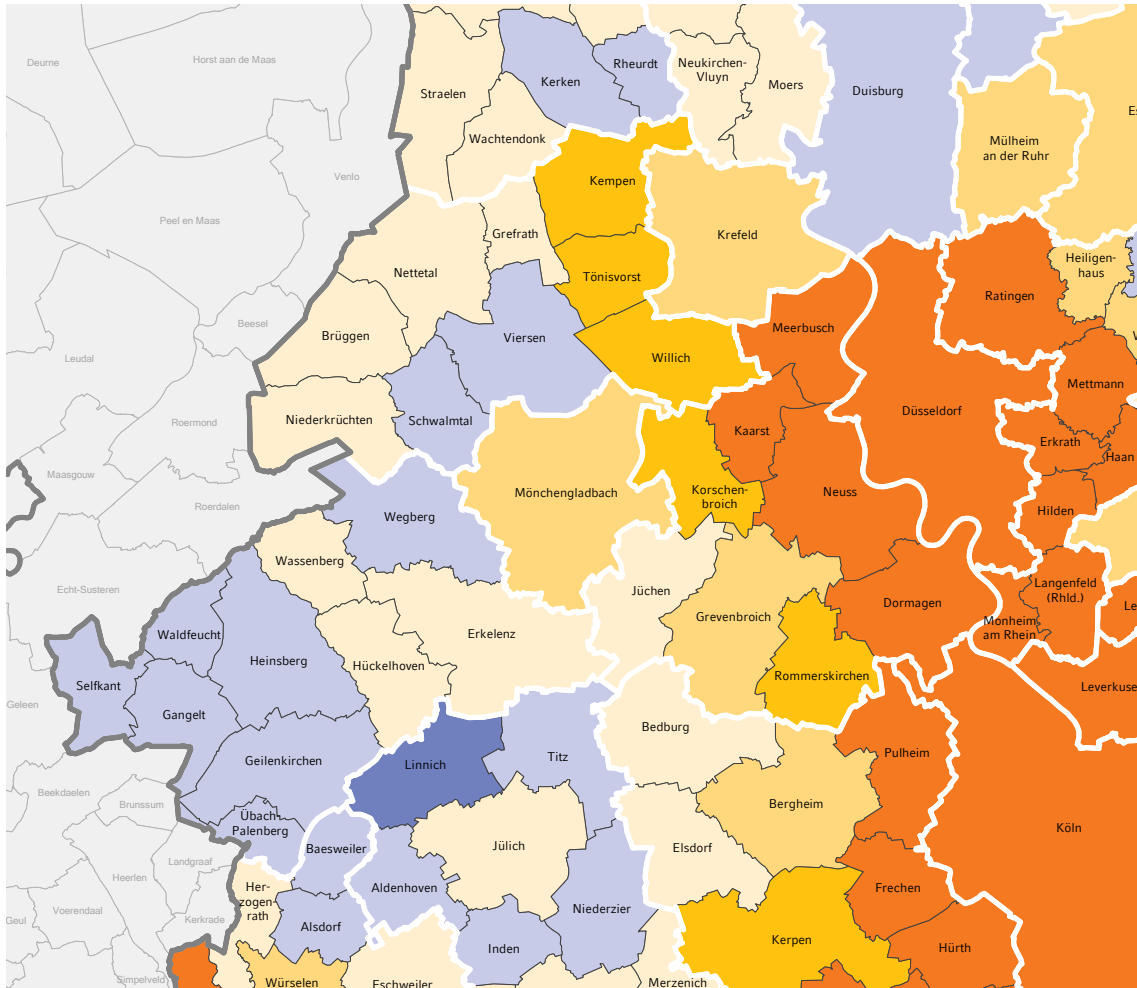 Deurne
Horst aan de Maas
Straelen
Kerken
Rheurdt
Neukirchen-
Vluyn
Moers
Duisburg
Wachtendonk
Mülheim
an der Ruhr
Venlo
Kempen
Peel en Maas
Grefrath
Krefeld
Nettetal
Tönisvorst
Heiligen-
haus
Ratingen
Beesel
Meerbusch
Brüggen
Viersen
Leudal
Willich
Mettmann
Düsseldorf
Niederkrüchten
Schwalmtal
Roermond
Kaarst
Erkrath
Haan
Maasgouw
Mönchengladbach
Korschen-
broich
Neuss
Roerdalen
Wegberg
Hilden
Wassenberg
Echt-Susteren
Jüchen
Langenfeld
(Rhld.)
Dormagen
Le
Grevenbroich
Monheim
am Rhein
Waldfeucht
Erkelenz
Heinsberg
Hückelhoven
Rommerskirchen
Selfkant
Leverkuse
Geleen
Gangelt
Bedburg
Pulheim
Titz
Geilenkirchen
Linnich
Beekdaelen
Brunssum
Bergheim
Übach-
Palenberg
Köln
Baesweiler
Jülich
Elsdorf
Landgraaf
Heerlen
Her-
zogen-
rath
Aldenhoven
Frechen
Voerendaal
Geul
Kerkrade
Niederzier
Alsdorf
Kerpen
Inden
Hürth
Simpelveld
Würselen
Eschweiler
Merzenich